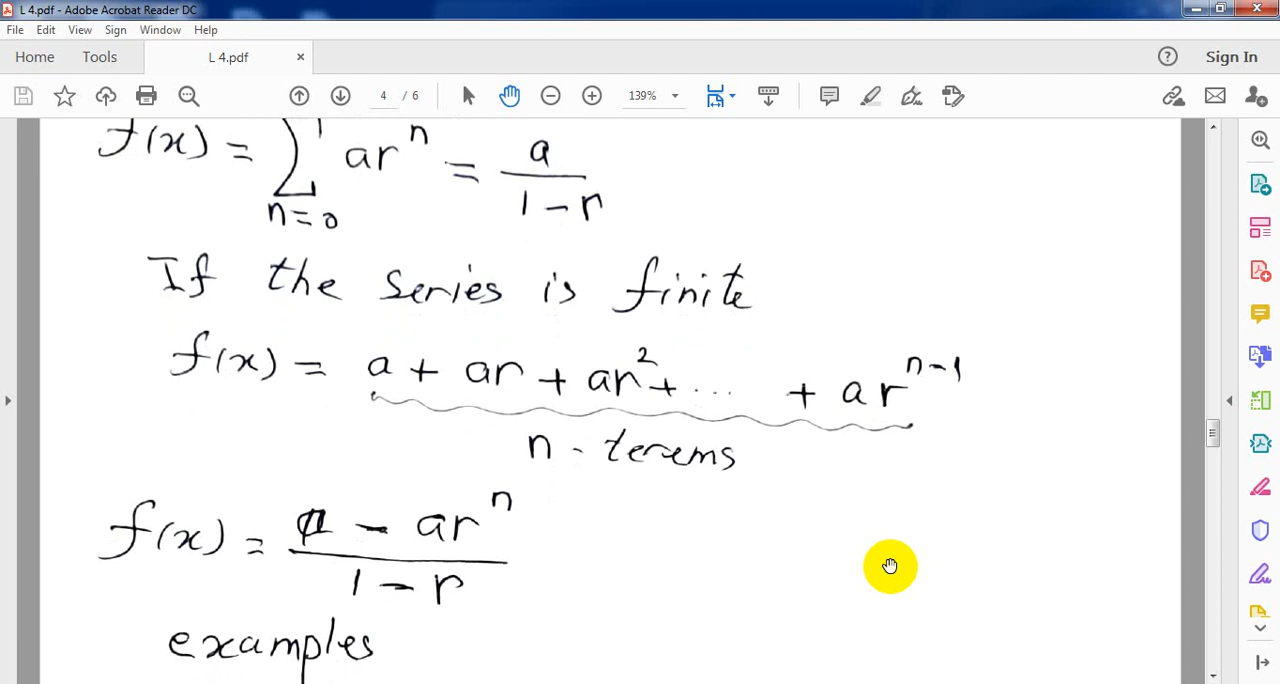 L 4.pdf - Adobe Acrobat Reader DC
File Edit View Sign Window Help
Home Tools L 4.pdf × Sign In
4 / 6 139%
f(x) = ∑ ar^n = a / (1 - r)
n = 0
If the series is finite
f(x) = a + ar + ar^2 + ... + ar^(n-1)
n - terems
f(x) = (a - ar^n) / (1 - r)
examples